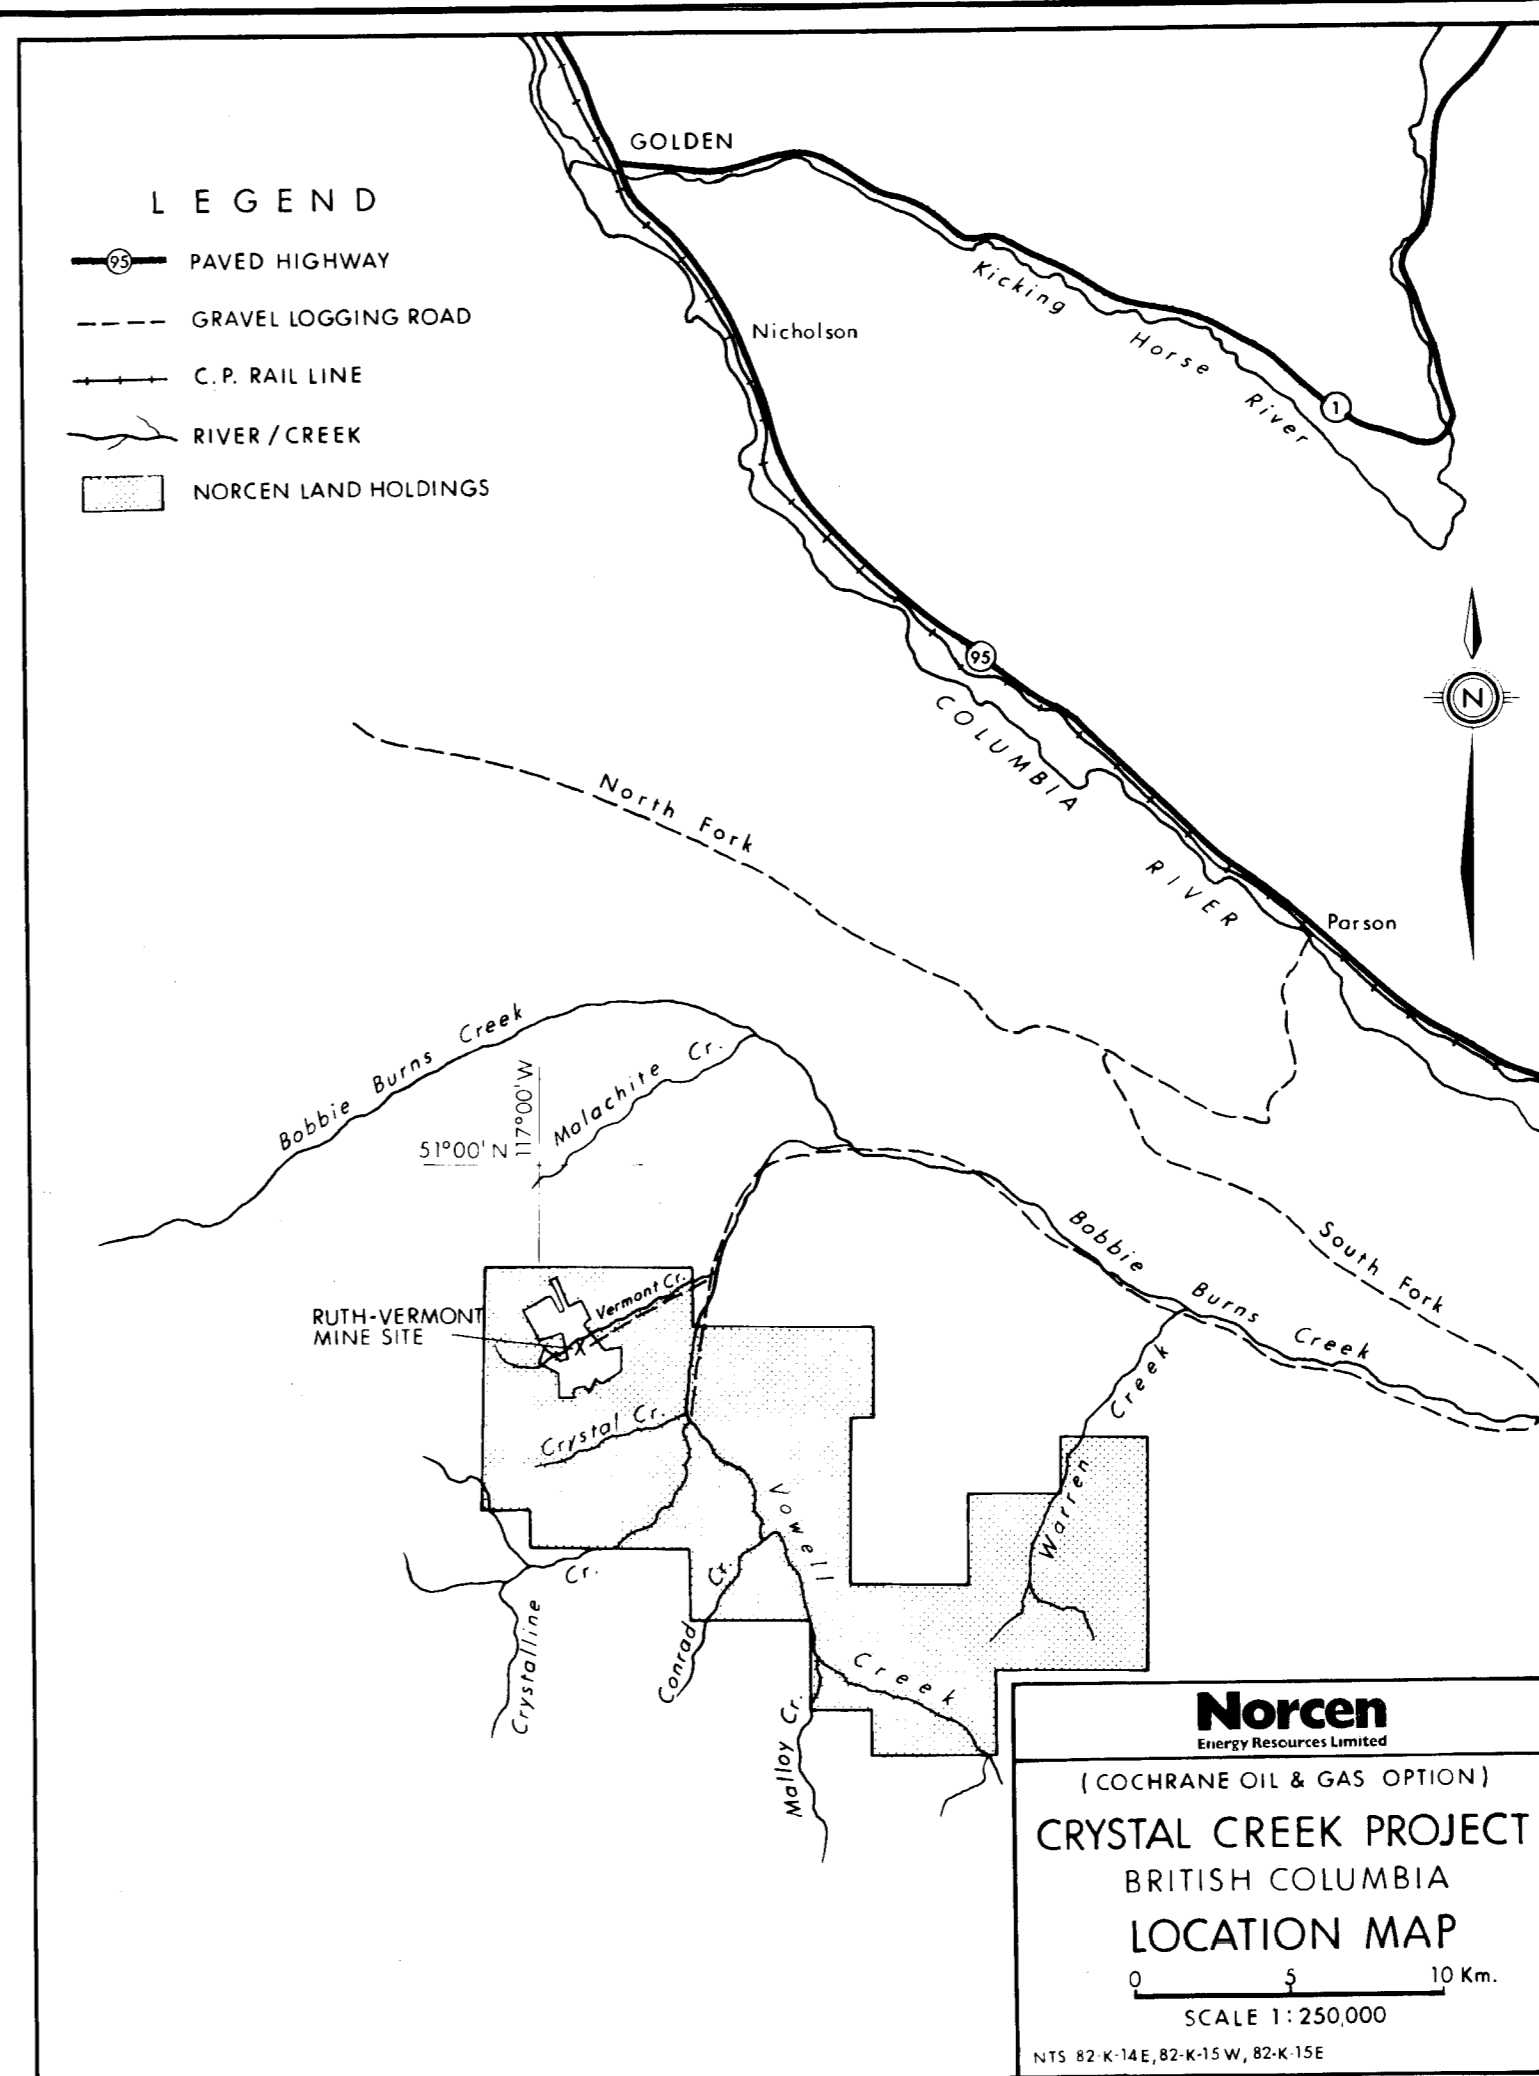 GOLDEN
LEGEND
95 PAVED HIGHWAY
GRAVEL LOGGING ROAD
C.P. RAIL LINE
RIVER / CREEK
NORCEN LAND HOLDINGS
Kicking Horse River
1
Nicholson
95
N
COLUMBIA RIVER
North Fork
Parson
Bobbie Burns Creek
Malachite Cr.
117°00'W
51°00'N
South Fork
Bobbie Burns Creek
Vermont Cr.
RUTH-VERMONT
MINE SITE
X
Crystal Cr.
Warren Creek
Vowell Creek
Crystalline Cr.
Conrad Cr.
Malloy Cr.
Norcen
Energy Resources Limited
(COCHRANE OIL & GAS OPTION)
CRYSTAL CREEK PROJECT
BRITISH COLUMBIA
LOCATION MAP
0 5 10 Km.
SCALE 1:250,000
NTS 82-K-14E, 82-K-15W, 82-K-15E